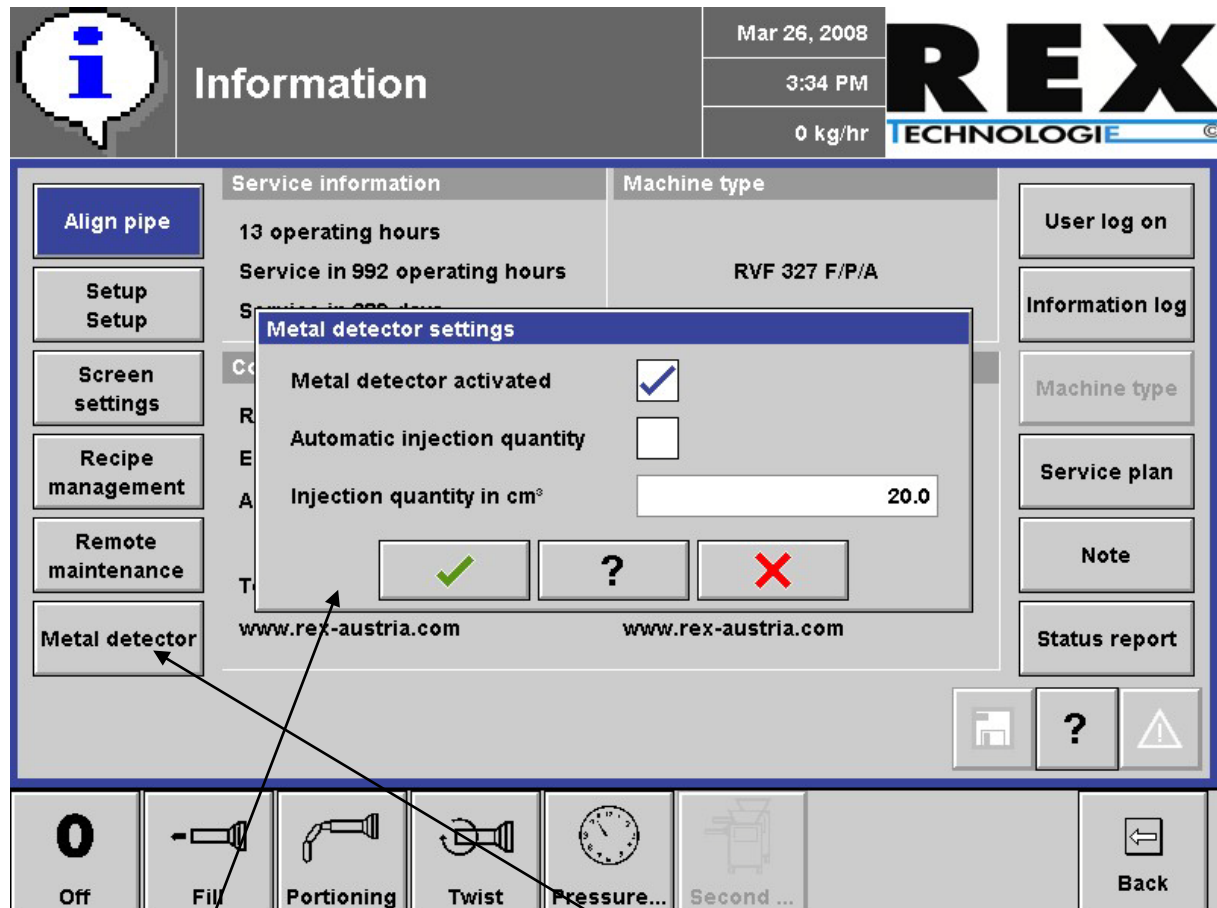 Information
Mar 26, 2008
3:34 PM
0 kg/hr
REX
TECHNOLOGIE ©
Align pipe
Setup
Setup
Screen
settings
Recipe
management
Remote
maintenance
Metal detector
Service information
13 operating hours
Service in 992 operating hours
Machine type
RVF 327 F/P/A
Metal detector settings
Metal detector activated
Automatic injection quantity
Injection quantity in cm³
20.0
?
www.rex-austria.com
www.rex-austria.com
User log on
Information log
Machine type
Service plan
Note
Status report
?
0
Off
Fill
Portioning
Twist
Pressure...
Second ...
Back